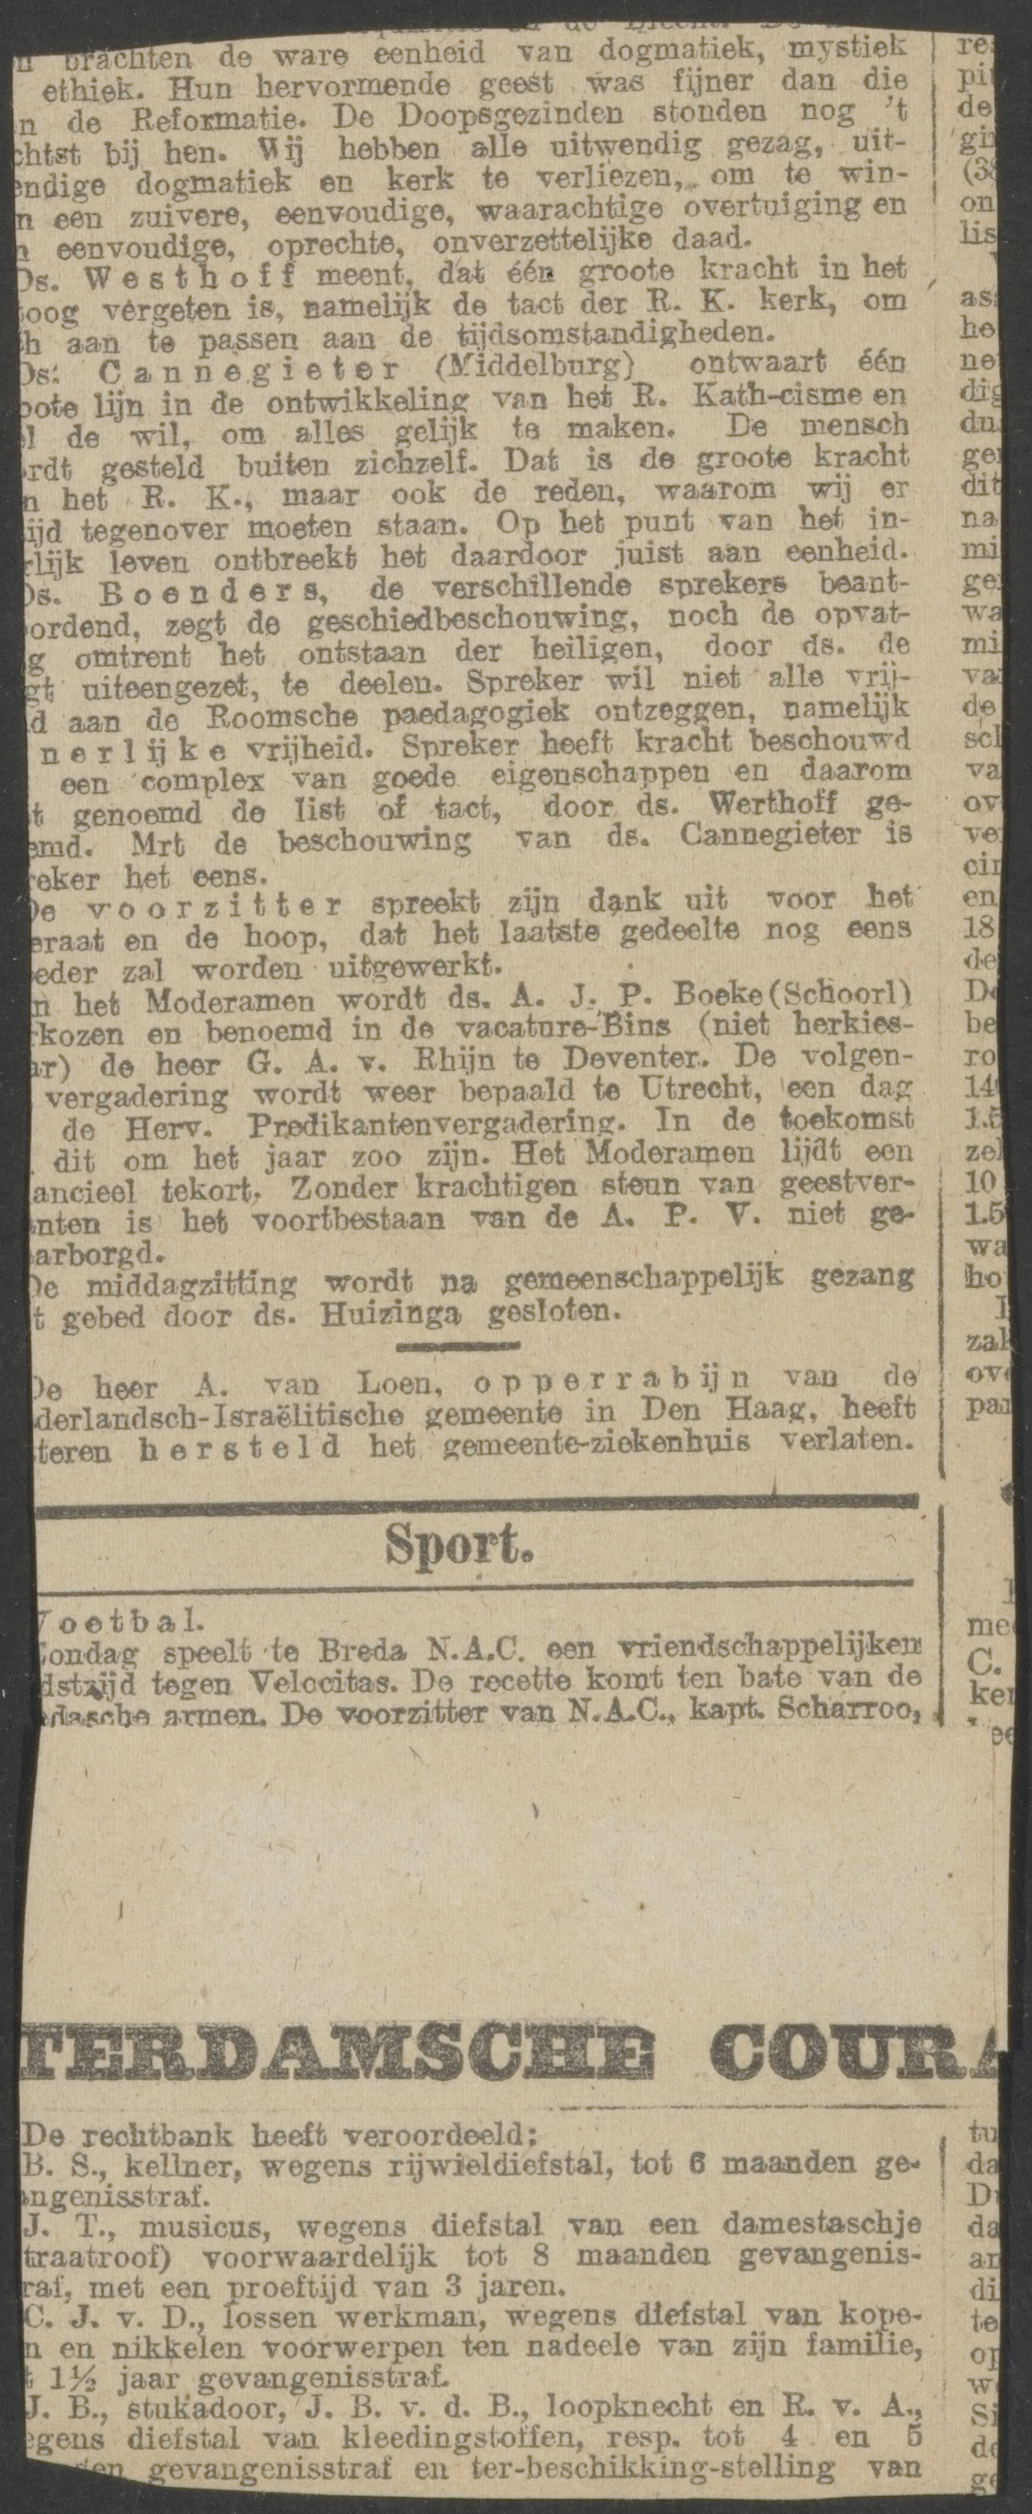 brachten de ware eenheid van dogmatiek, mystiek
ethiek. Hun hervormende geest was fijner dan die
n de Reformatie. De Doopsgezinden stonden nog 't
chtst bij hen. Wij hebben alle uitwendig gezag, uit-
endige dogmatiek en kerk te verliezen, om te win-
n een zuivere, eenvoudige, waarachtige overtuiging en
n eenvoudige, oprechte, onverzettelijke daad.
Ds. Westhoff meent, dat één groote kracht in het
toog vergeten is, namelijk de tact der R. K. kerk, om
ch aan te passen aan de tijdsomstandigheden.
Ds. Cannegieter (Middelburg) ontwaart één
oote lijn in de ontwikkeling van het R. Kath-cisme en
el de wil, om alles gelijk te maken. De mensch
rdt gesteld buiten zichzelf. Dat is de groote kracht
n het R. K., maar ook de reden, waarom wij er
ijd tegenover moeten staan. Op het punt van het in-
rlijk leven ontbreekt het daardoor juist aan eenheid.
Ds. Boenders, de verschillende sprekers beant-
ordend, zegt de geschiedbeschouwing, noch de opvat-
g omtrent het ontstaan der heiligen, door ds. de
gt uiteengezet, te deelen. Spreker wil niet alle vrij-
d aan de Roomsche paedagogiek ontzeggen, namelijk
nerlijke vrijheid. Spreker heeft kracht beschouwd
een complex van goede eigenschappen en daarom
t genoemd de list of tact, door ds. Werthoff ge-
emd. Mrt de beschouwing van ds. Cannegieter is
reker het eens.
De voorzitter spreekt zijn dank uit voor het
eraat en de hoop, dat het laatste gedeelte nog eens
eder zal worden uitgewerkt.
n het Moderamen wordt ds. A. J. P. Boeke (Schoorl)
rkozen en benoemd in de vacature-Bins (niet herkies-
ar) de heer G. A. v. Rhijn te Deventer. De volgen-
vergadering wordt weer bepaald te Utrecht, een dag
de Herv. Predikantenvergadering. In de toekomst
dit om het jaar zoo zijn. Het Moderamen lijdt een
ancieel tekort. Zonder krachtigen steun van geestver-
nten is het voortbestaan van de A. P. V. niet ge-
arborgd.
De middagzitting wordt na gemeenschappelijk gezang
t gebed door ds. Huizinga gesloten.
De heer A. van Loen, opperrabijn van de
derlandsch-Israëlitische gemeente in Den Haag, heeft
teren hersteld het gemeente-ziekenhuis verlaten.
Sport.
Voetbal.
Zondag speelt te Breda N.A.C. een vriendschappelijken
dstrijd tegen Velocitas. De recette komt ten bate van de
edasche armen. De voorzitter van N.A.C., kapt. Scharroo,
TERDAMSCHE COURA
De rechtbank heeft veroordeeld:
B. S., kellner, wegens rijwieldiefstal, tot 6 maanden ge-
angenisstraf.
J. T., musicus, wegens diefstal van een damestaschje
traatroof) voorwaardelijk tot 8 maanden gevangenis-
raf, met een proeftijd van 3 jaren.
C. J. v. D., lossen werkman, wegens diefstal van kope-
n en nikkelen voorwerpen ten nadeele van zijn familie,
t 1½ jaar gevangenisstraf.
J. B., stukadoor, J. B. v. d. B., loopknecht en R. v. A.,
egens diefstal van kleedingstoffen, resp. tot 4 en 5
den gevangenisstraf en ter-beschikking-stelling van